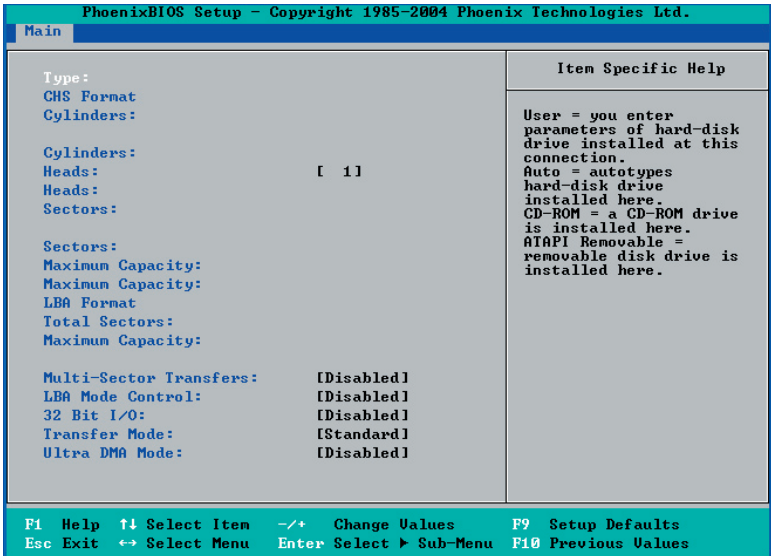 PhoenixBIOS Setup - Copyright 1985-2004 Phoenix Technologies Ltd.
Main
Type:
CHS Format
Cylinders:
Cylinders:
Heads: [ 1]
Heads:
Sectors:
Sectors:
Maximum Capacity:
Maximum Capacity:
LBA Format
Total Sectors:
Maximum Capacity:
Multi-Sector Transfers: [Disabled]
LBA Mode Control: [Disabled]
32 Bit I/O: [Disabled]
Transfer Mode: [Standard]
Ultra DMA Mode: [Disabled]
Item Specific Help
User = you enter
parameters of hard-disk
drive installed at this
connection.
Auto = autotypes
hard-disk drive
installed here.
CD-ROM = a CD-ROM drive
is installed here.
ATAPI Removable =
removable disk drive is
installed here.
F1 Help ↑↓ Select Item -/+ Change Values F9 Setup Defaults
Esc Exit ↔ Select Menu Enter Select ▶ Sub-Menu F10 Previous Values